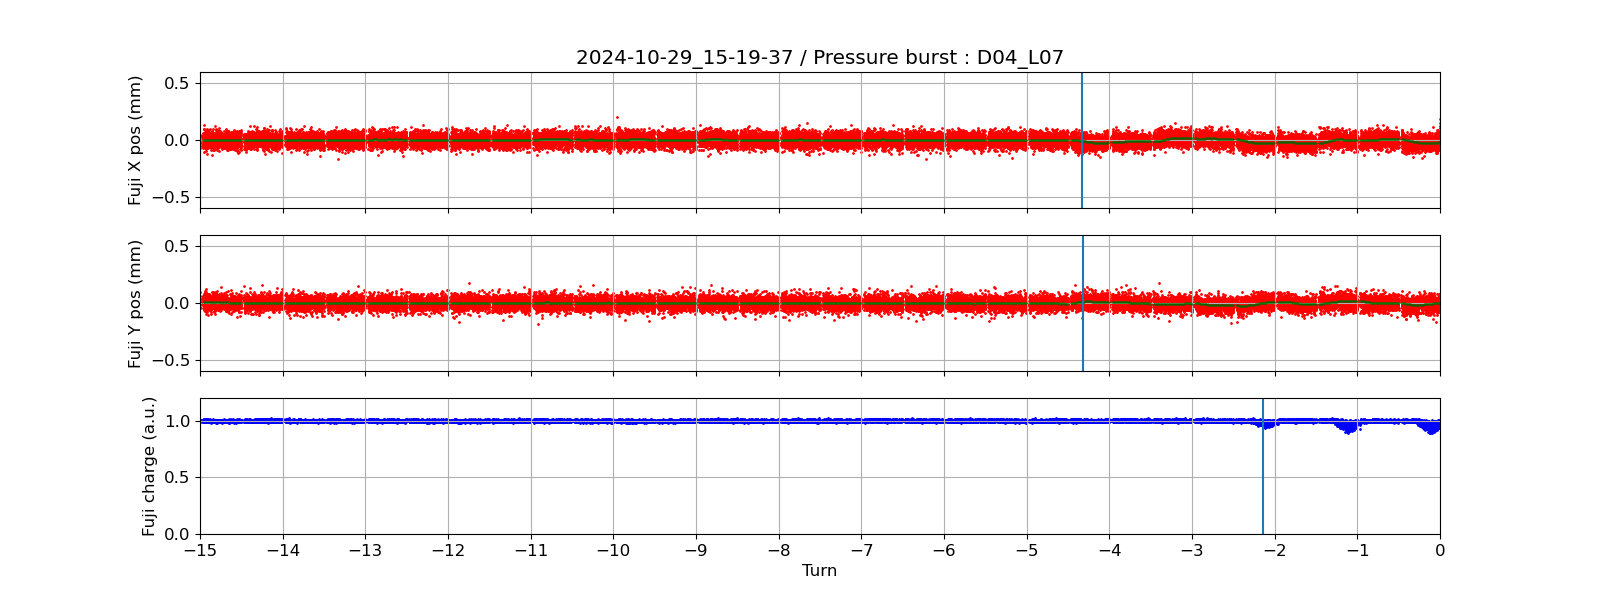 2024-10-29_15-19-37 / Pressure burst : D04_L07
Fuji X pos (mm)
0.5
0.0
−0.5
Fuji Y pos (mm)
0.5
0.0
−0.5
Fuji charge (a.u.)
1.0
0.5
0.0
−15 −14 −13 −12 −11 −10 −9 −8 −7 −6 −5 −4 −3 −2 −1 0
Turn